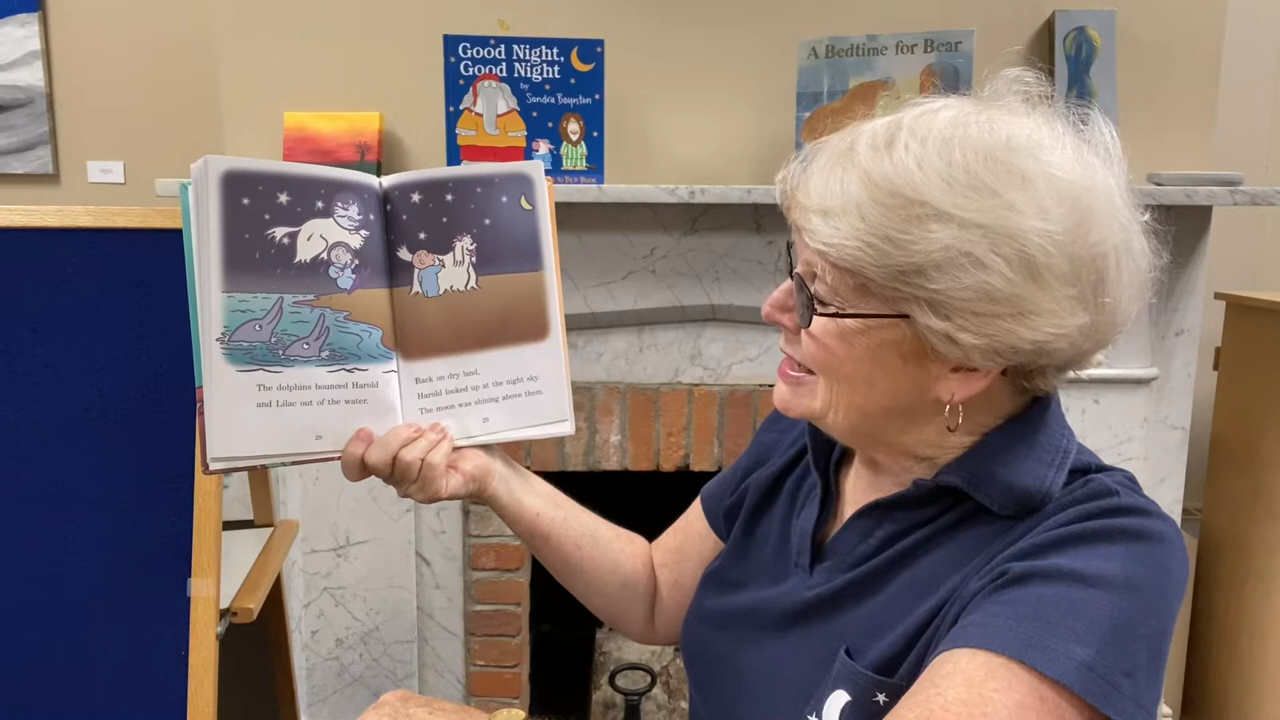 Good Night,
Good Night
by
Sandra Boynton
A Bedtime for Bear
The dolphins bounced Harold
and Lilac out of the water.
28
Back on dry land,
Harold looked up at the night sky.
The moon was shining above them.